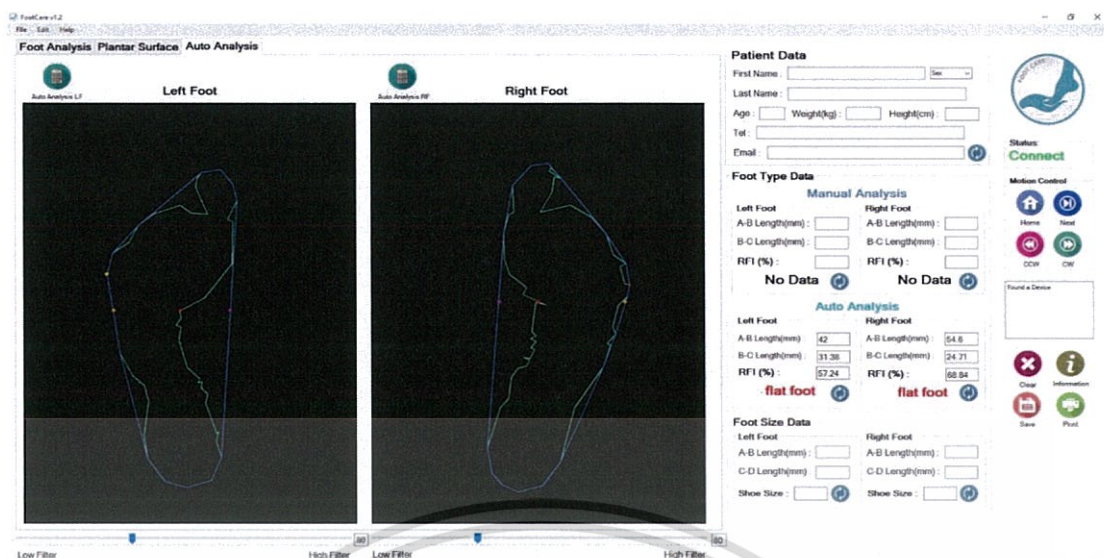 FootCare v1.2
File Edit Help
Foot Analysis Plantar Surface Auto Analysis
Auto Analysis LF
Left Foot
Auto Analysis RF
Right Foot
Low Filter
80
High Filter
Low Filter
80
High Filter
Patient Data
First Name :
Sex
Last Name :
Age : Weight(kg) : Height(cm) :
Tel :
Email :
Foot Type Data
Manual Analysis
Left Foot Right Foot
A-B Length(mm) : A-B Length(mm) :
B-C Length(mm) : B-C Length(mm) :
RFI (%) : RFI (%) :
No Data No Data
Auto Analysis
Left Foot Right Foot
A-B Length(mm) : 42 A-B Length(mm) : 54.6
B-C Length(mm) : 31.38 B-C Length(mm) : 24.71
RFI (%) : 57.24 RFI (%) : 68.84
flat foot flat foot
Foot Size Data
Left Foot Right Foot
A-B Length(mm) : A-B Length(mm) :
C-D Length(mm) : C-D Length(mm) :
Shoe Size : Shoe Size :
FOOT CARE
Status:
Connect
Motion Control
Home Next
CCW CW
Found a Device
Clear Information
Save Print